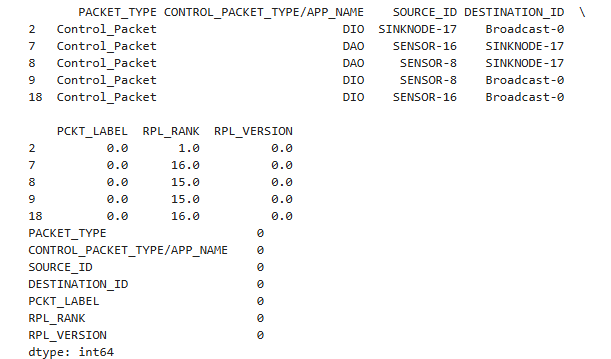 PACKET_TYPE CONTROL_PACKET_TYPE/APP_NAME SOURCE_ID DESTINATION_ID \
2 Control_Packet DIO SINKNODE-17 Broadcast-0
7 Control_Packet DAO SENSOR-16 SINKNODE-17
8 Control_Packet DAO SENSOR-8 SINKNODE-17
9 Control_Packet DIO SENSOR-8 Broadcast-0
18 Control_Packet DIO SENSOR-16 Broadcast-0
PCKT_LABEL RPL_RANK RPL_VERSION
2 0.0 1.0 0.0
7 0.0 16.0 0.0
8 0.0 15.0 0.0
9 0.0 15.0 0.0
18 0.0 16.0 0.0
PACKET_TYPE 0
CONTROL_PACKET_TYPE/APP_NAME 0
SOURCE_ID 0
DESTINATION_ID 0
PCKT_LABEL 0
RPL_RANK 0
RPL_VERSION 0
dtype: int64